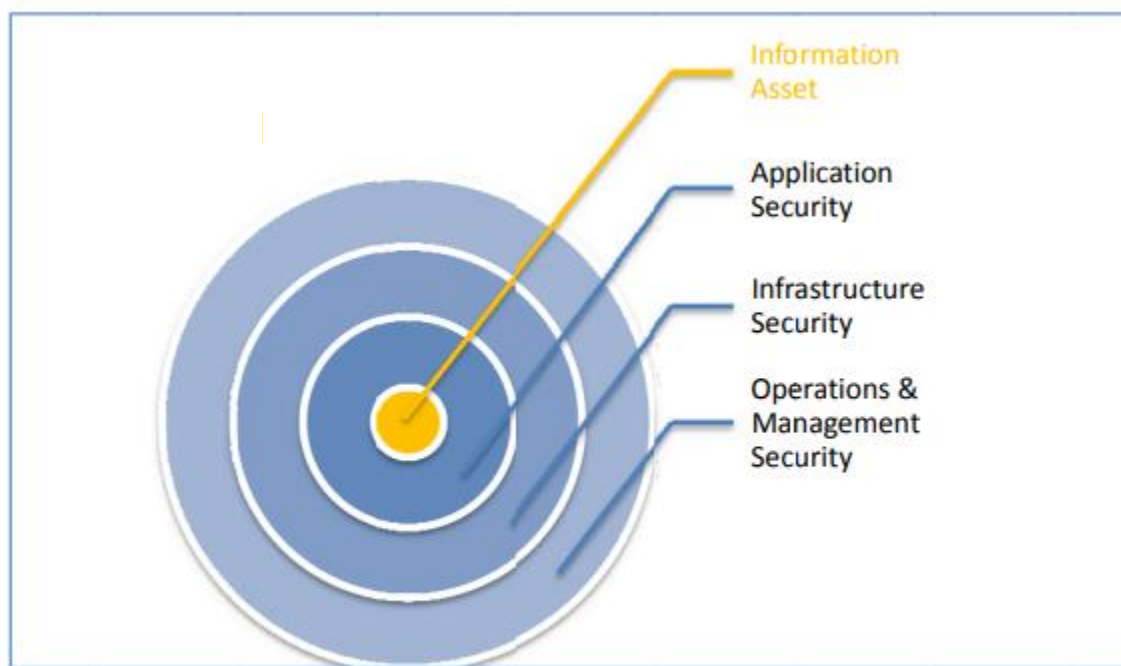 Information
Asset
Application
Security
Infrastructure
Security
Operations &
Management
Security